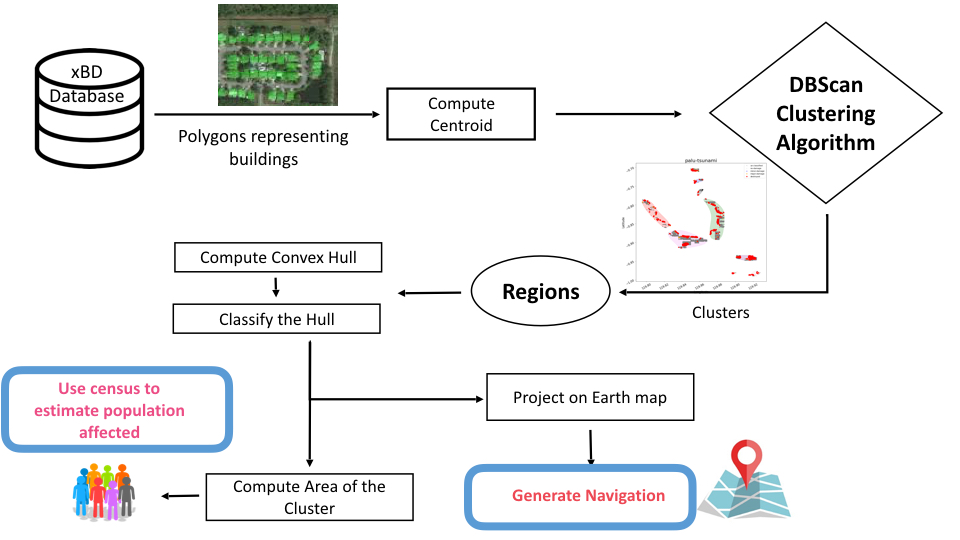 xBD
Database
Polygons representing
buildings
Compute
Centroid
DBScan
Clustering
Algorithm
palu-tsunami
Clusters
Regions
Compute Convex Hull
Classify the Hull
Use census to
estimate population
affected
Project on Earth map
Compute Area of the
Cluster
Generate Navigation